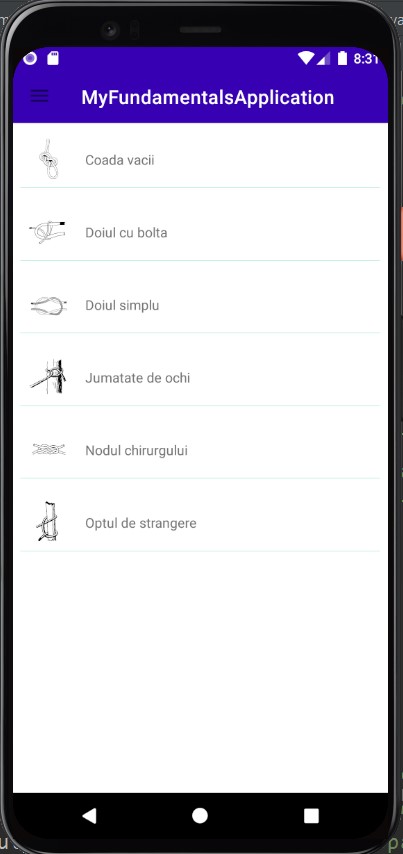 8:31
MyFundamentalsApplication
Coada vacii
Doiul cu bolta
Doiul simplu
Jumatate de ochi
Nodul chirurgului
Optul de strangere